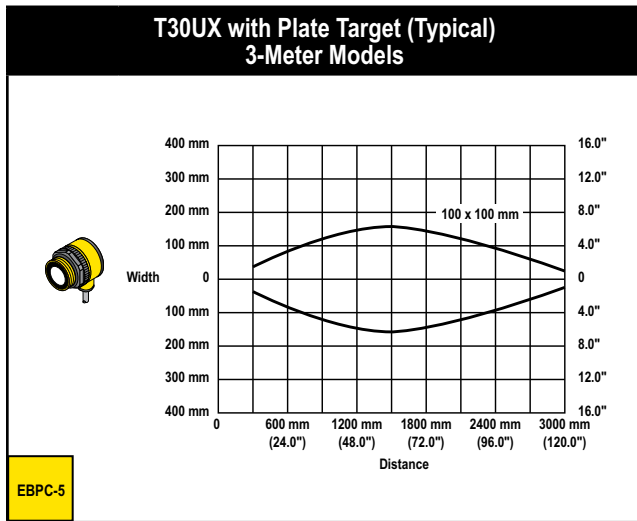 T30UX with Plate Target (Typical)
3-Meter Models
400 mm
16.0"
300 mm
12.0"
200 mm
8.0"
100 x 100 mm
100 mm
4.0"
Width
0
0
100 mm
4.0"
200 mm
8.0"
300 mm
12.0"
400 mm
16.0"
0
600 mm
1200 mm
1800 mm
2400 mm
3000 mm
(24.0")
(48.0")
(72.0")
(96.0")
(120.0")
Distance
EBPC-5